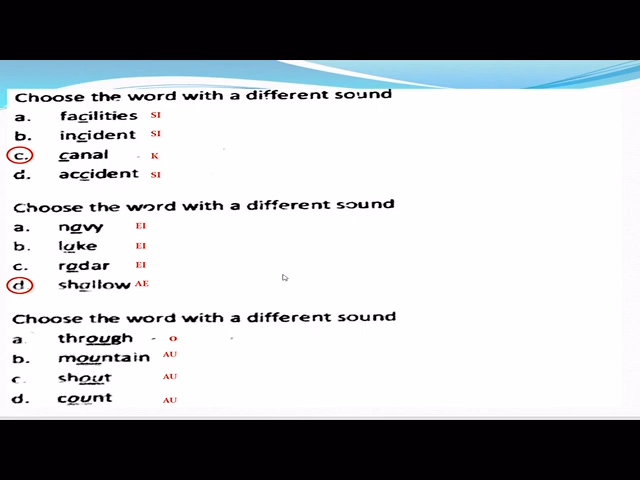 Choose the word with a different sound
a. facilities SI
b. incident SI
c. canal K
d. accident SI
Choose the word with a different sound
a. navy EI
b. lake EI
c. radar EI
d. shallow AE
Choose the word with a different sound
a. through - O
b. mountain AU
c. shout AU
d. count AU